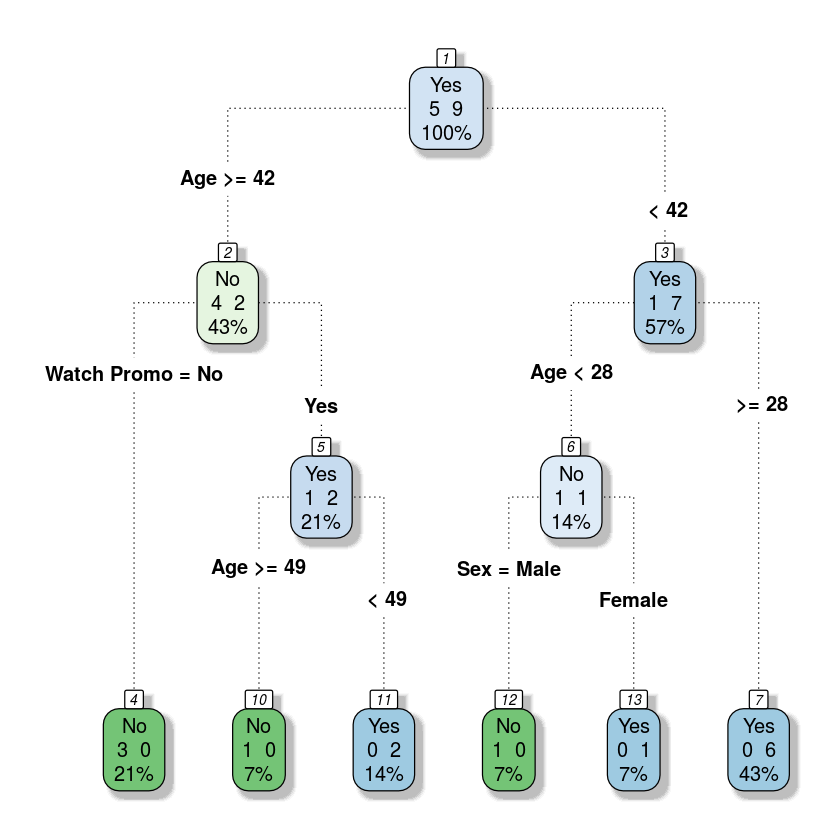 1
Yes
5 9
100%
Age >= 42
< 42
2
No
4 2
43%
3
Yes
1 7
57%
Watch Promo = No
Yes
Age < 28
>= 28
5
Yes
1 2
21%
6
No
1 1
14%
Age >= 49
< 49
Sex = Male
Female
4
No
3 0
21%
10
No
1 0
7%
11
Yes
0 2
14%
12
No
1 0
7%
13
Yes
0 1
7%
7
Yes
0 6
43%